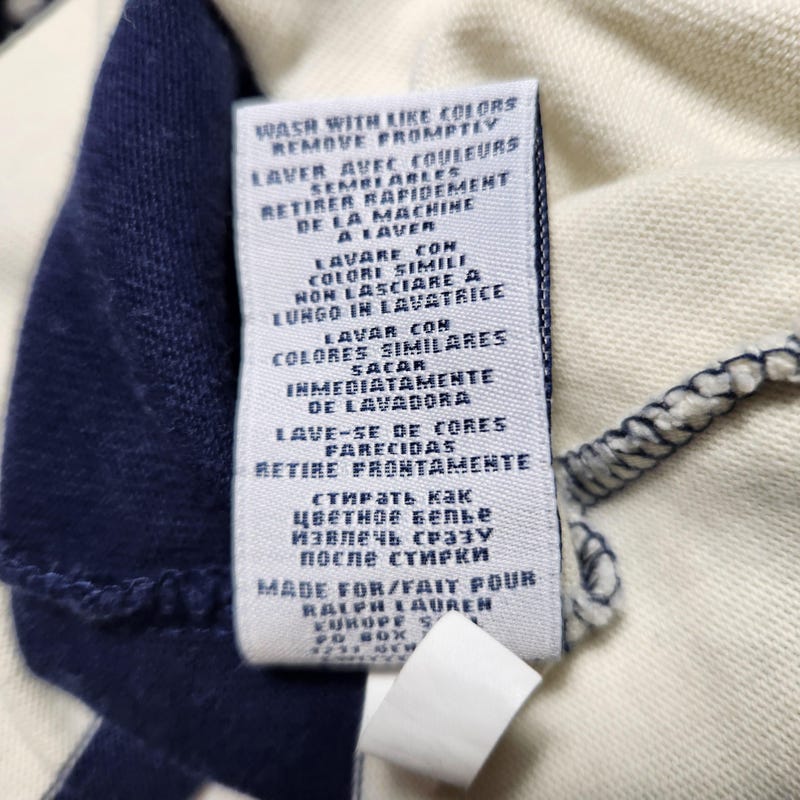 WASH WITH LIKE COLORS
REMOVE PROMPTLY
LAVER AVEC COULEURS
SEMBLABLES
RETIRER RAPIDEMENT
DE LA MACHINE
A LAVER
LAVARE CON
COLORI SIMILI
NON LASCIARE A
LUNGO IN LAVATRICE
LAVAR CON
COLORES SIMILARES
SACAR
INMEDIATAMENTE
DE LAVADORA
LAVE-SE DE CORES
PARECIDAS
RETIRE PRONTAMENTE
СТИРАТЬ КАК
ЦВЕТНОЕ БЕЛЬЕ
ИЗВЛЕЧЬ СРАЗУ
ПОСЛЕ СТИРКИ
MADE FOR/FAIT POUR
RALPH LAUREN
EUROPE
PO BOX
1211